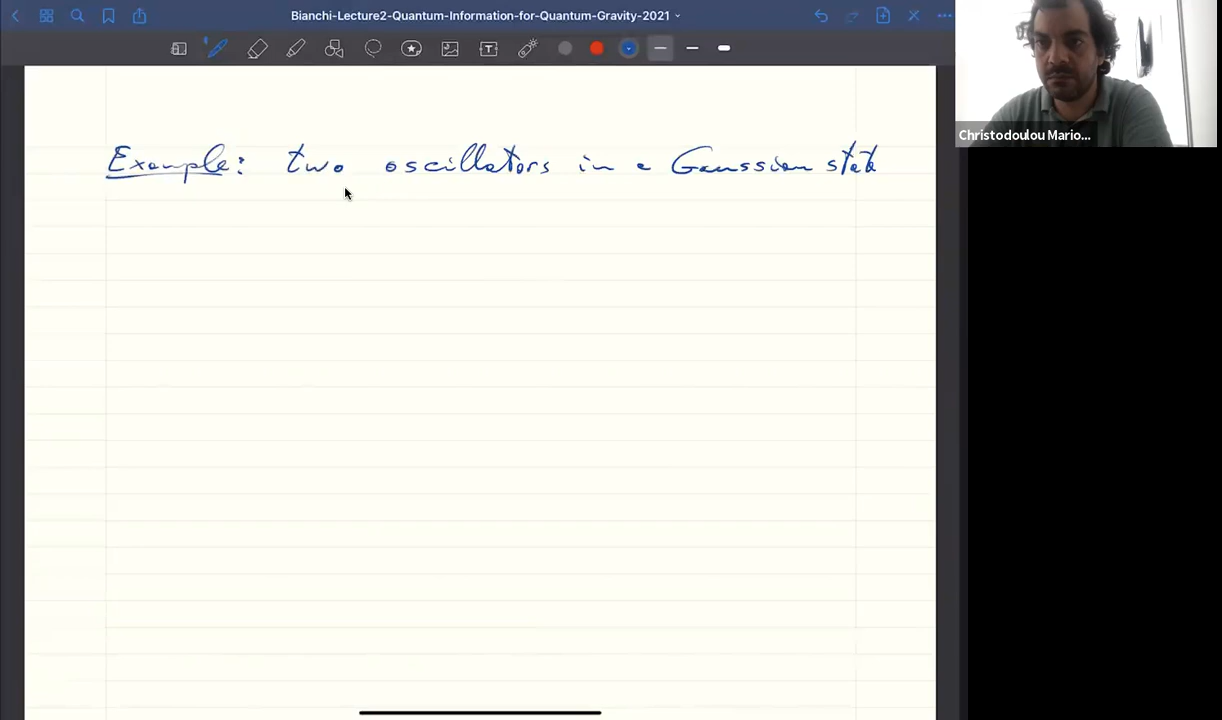 Bianchi-Lecture2-Quantum-Information-for-Quantum-Gravity-2021
Christodoulou Mario...
Example: two oscillators in a Gaussian state